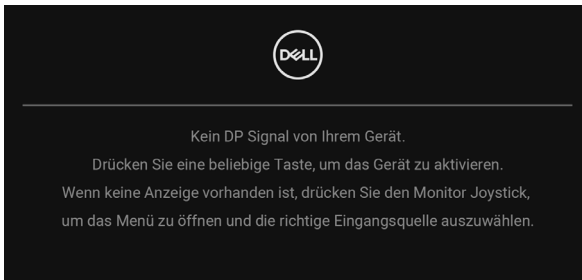 DELL
Kein DP Signal von Ihrem Gerät.
Drücken Sie eine beliebige Taste, um das Gerät zu aktivieren.
Wenn keine Anzeige vorhanden ist, drücken Sie den Monitor Joystick,
um das Menü zu öffnen und die richtige Eingangsquelle auszuwählen.